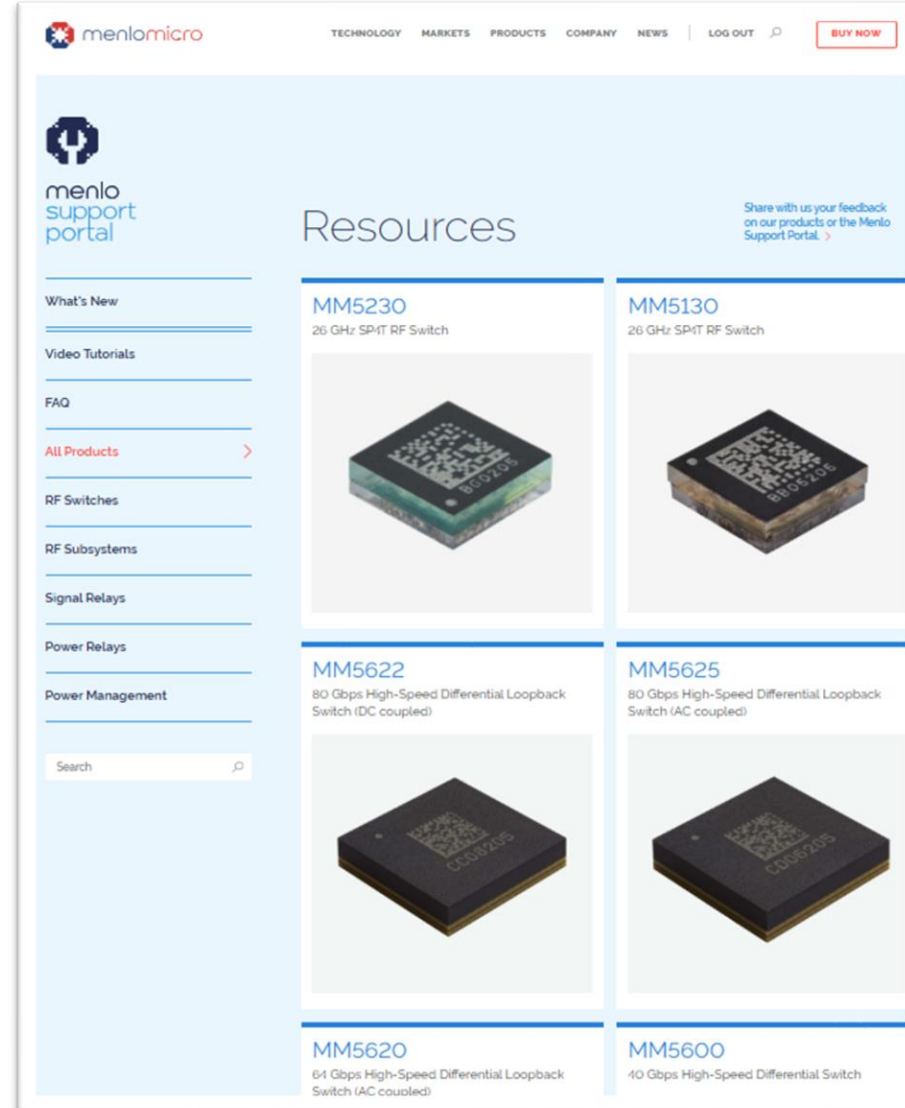 menlomicro
TECHNOLOGY MARKETS PRODUCTS COMPANY NEWS LOG OUT BUY NOW
menlo
support
portal
Resources
Share with us your feedback
on our products or the Menlo
Support Portal. >
What's New
Video Tutorials
FAQ
All Products >
RF Switches
RF Subsystems
Signal Relays
Power Relays
Power Management
Search
MM5230
26 GHz SP4T RF Switch
BG0205
MM5130
26 GHz SP4T RF Switch
BB05206
MM5622
80 Gbps High-Speed Differential Loopback
Switch (DC coupled)
CC08205
MM5625
80 Gbps High-Speed Differential Loopback
Switch (AC coupled)
CD06205
MM5620
64 Gbps High-Speed Differential Loopback
Switch (AC coupled)
MM5600
40 Gbps High-Speed Differential Switch